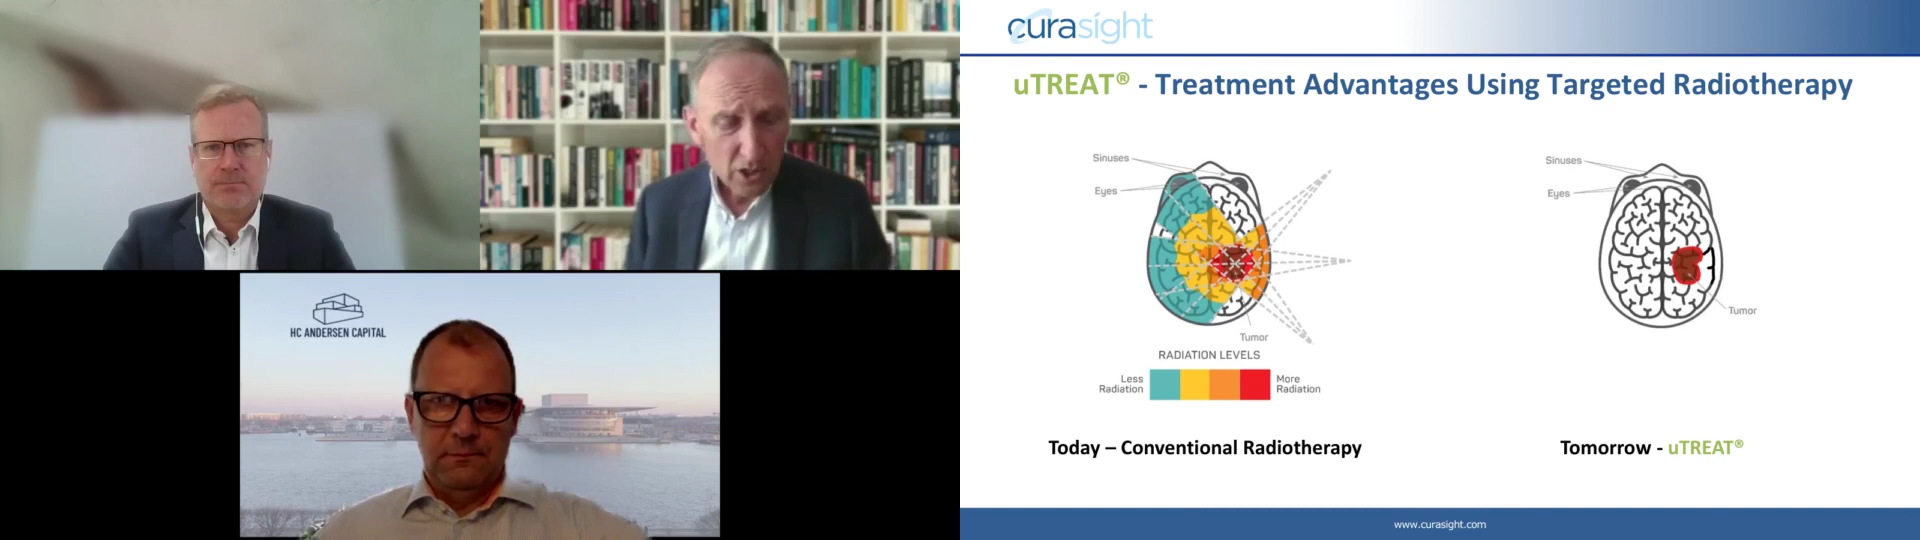 HC ANDERSEN CAPITAL
curasight
uTREAT® - Treatment Advantages Using Targeted Radiotherapy
Sinuses
Eyes
Tumor
RADIATION LEVELS
Less Radiation
More Radiation
Today – Conventional Radiotherapy
Sinuses
Eyes
Tumor
Tomorrow - uTREAT®
www.curasight.com